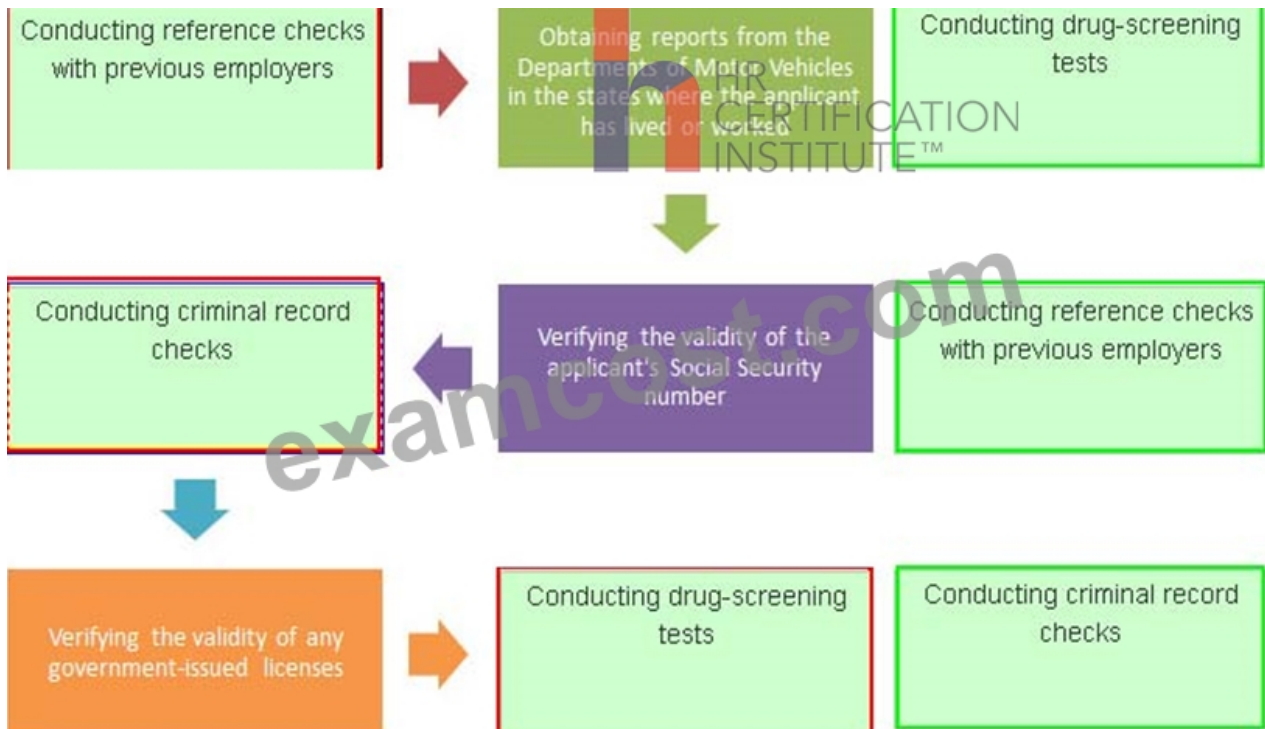 Conducting reference checks
with previous employers
Obtaining reports from the
Departments of Motor Vehicles
in the states where the applicant
has lived or worked
Conducting drug-screening
tests
HR
CERTIFICATION
INSTITUTE™
Conducting criminal record
checks
Verifying the validity of the
applicant's Social Security
number
Conducting reference checks
with previous employers
examcost.com
Verifying the validity of any
government-issued licenses
Conducting drug-screening
tests
Conducting criminal record
checks